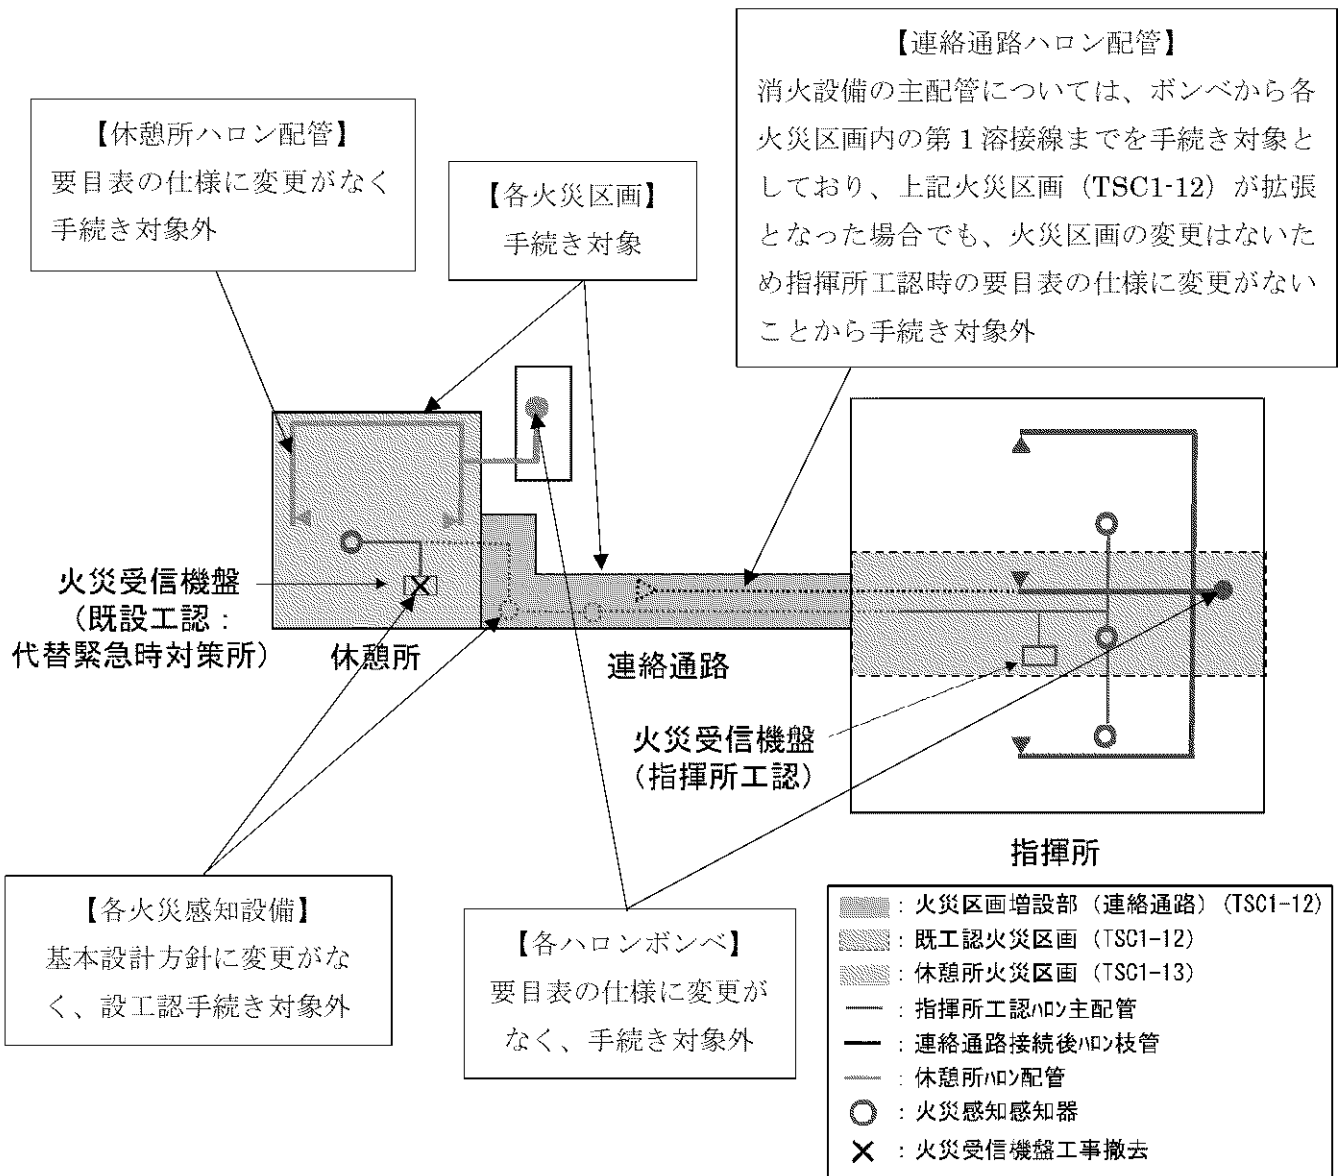 【連絡通路ハロン配管】
消火設備の主配管については、ボンベから各
火災区画内の第1溶接線までを手続き対象と
しており、上記火災区画（TSC1-12）が拡張
となった場合でも、火災区画の変更はないた
め指揮所工認時の要目表の仕様に変更がない
ことから手続き対象外
【休憩所ハロン配管】
要目表の仕様に変更がなく
手続き対象外
【各火災区画】
手続き対象
火災受信機盤
（既設工認：
代替緊急時対策所）
休憩所
連絡通路
火災受信機盤
（指揮所工認）
指揮所
【各火災感知設備】
基本設計方針に変更がな
く、設工認手続き対象外
【各ハロンボンベ】
要目表の仕様に変更が
なく、手続き対象外
：火災区画増設部（連絡通路）(TSC1-12)
：既工認火災区画（TSC1-12）
：休憩所火災区画（TSC1-13）
：指揮所工認ﾊﾛﾝ主配管
：連絡通路接続後ﾊﾛﾝ枝管
：休憩所ﾊﾛﾝ配管
：火災感知感知器
：火災受信機盤工事撤去